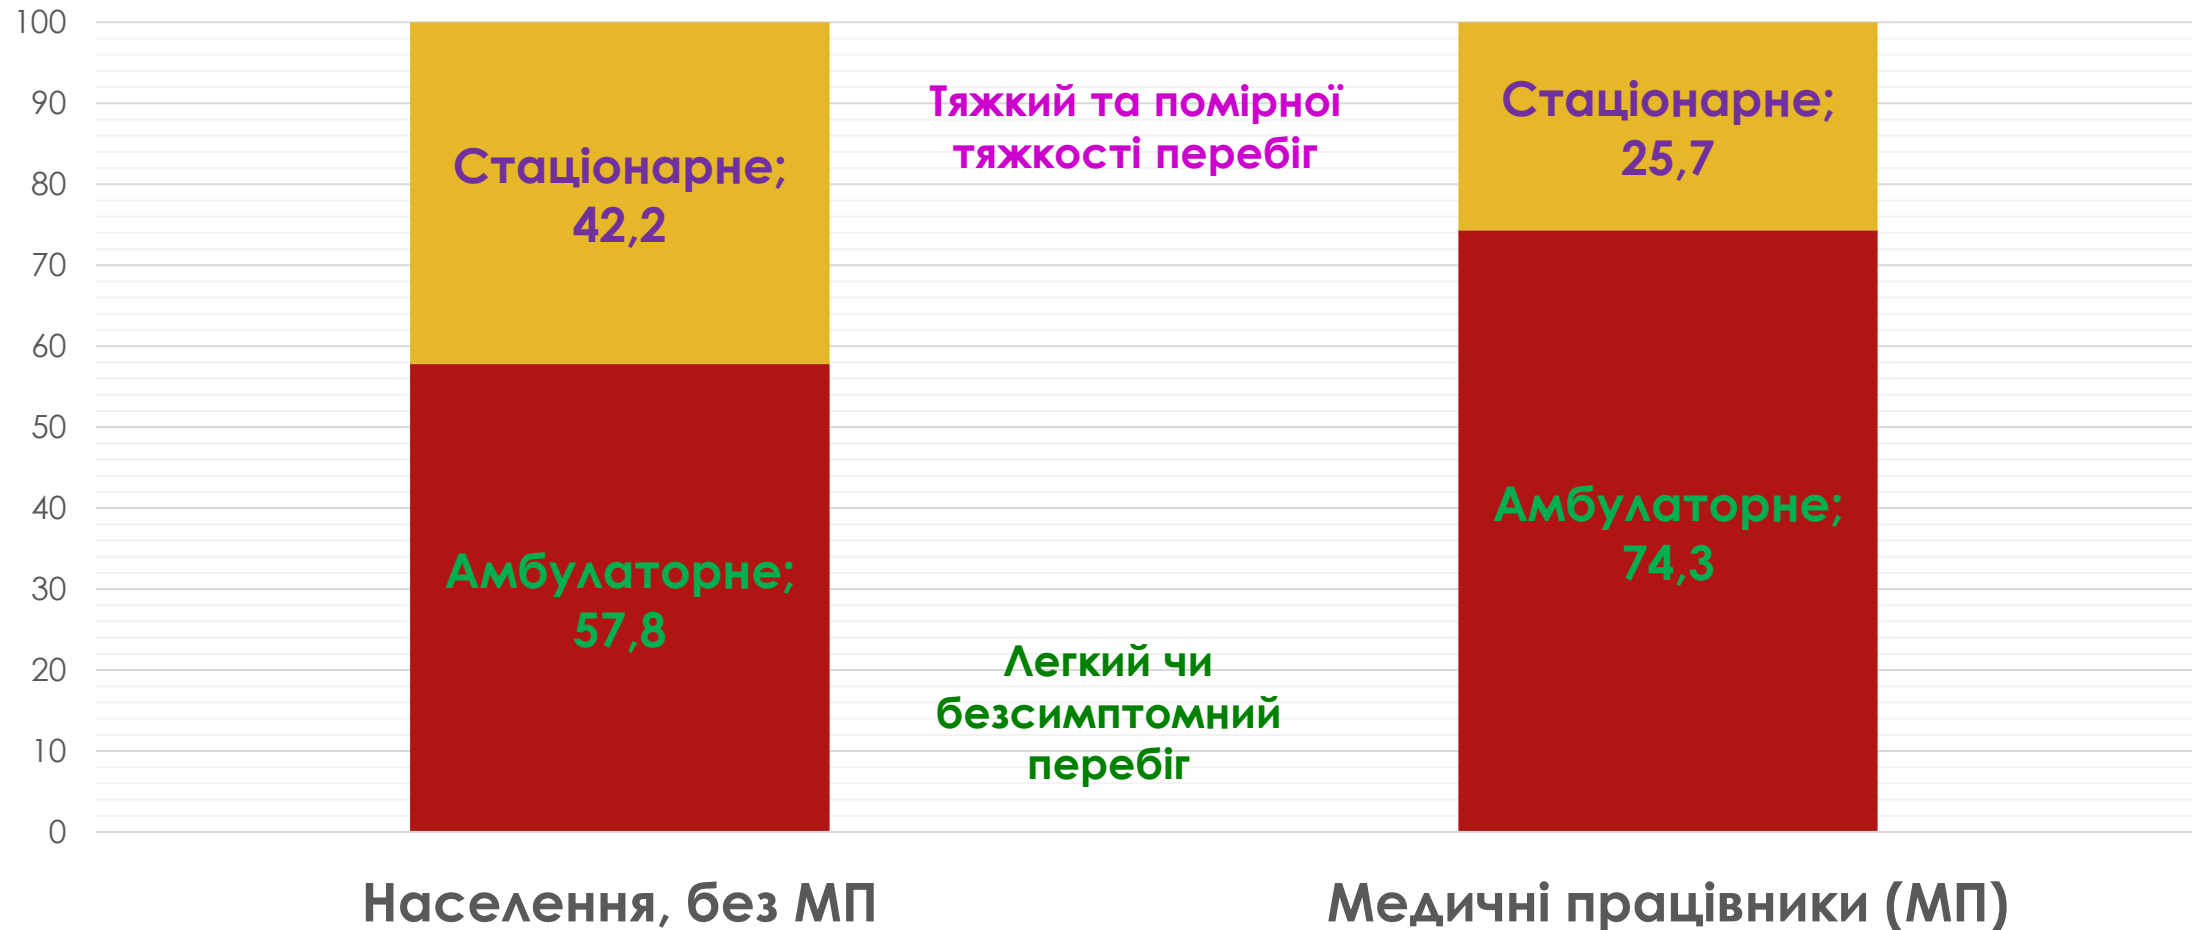 100
90
80
70
60
50
40
30
20
10
0
Стаціонарне;
42,2
Амбулаторне;
57,8
Тяжкий та помірної
тяжкості перебіг
Легкий чи
безсимптомний
перебіг
Стаціонарне;
25,7
Амбулаторне;
74,3
Населення, без МП
Медичні працівники (МП)